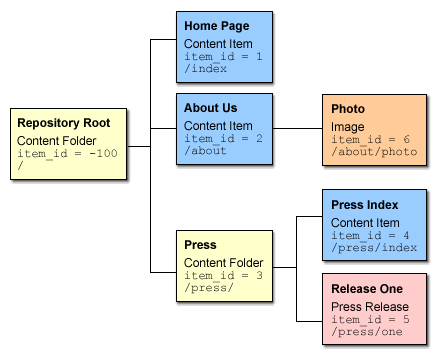 Home Page
Content Item
item_id = 1
/index
Repository Root
Content Folder
item_id = -100
/
About Us
Content Item
item_id = 2
/about
Photo
Image
item_id = 6
/about/photo
Press
Content Folder
item_id = 3
/press/
Press Index
Content Item
item_id = 4
/press/index
Release One
Press Release
item_id = 5
/press/one